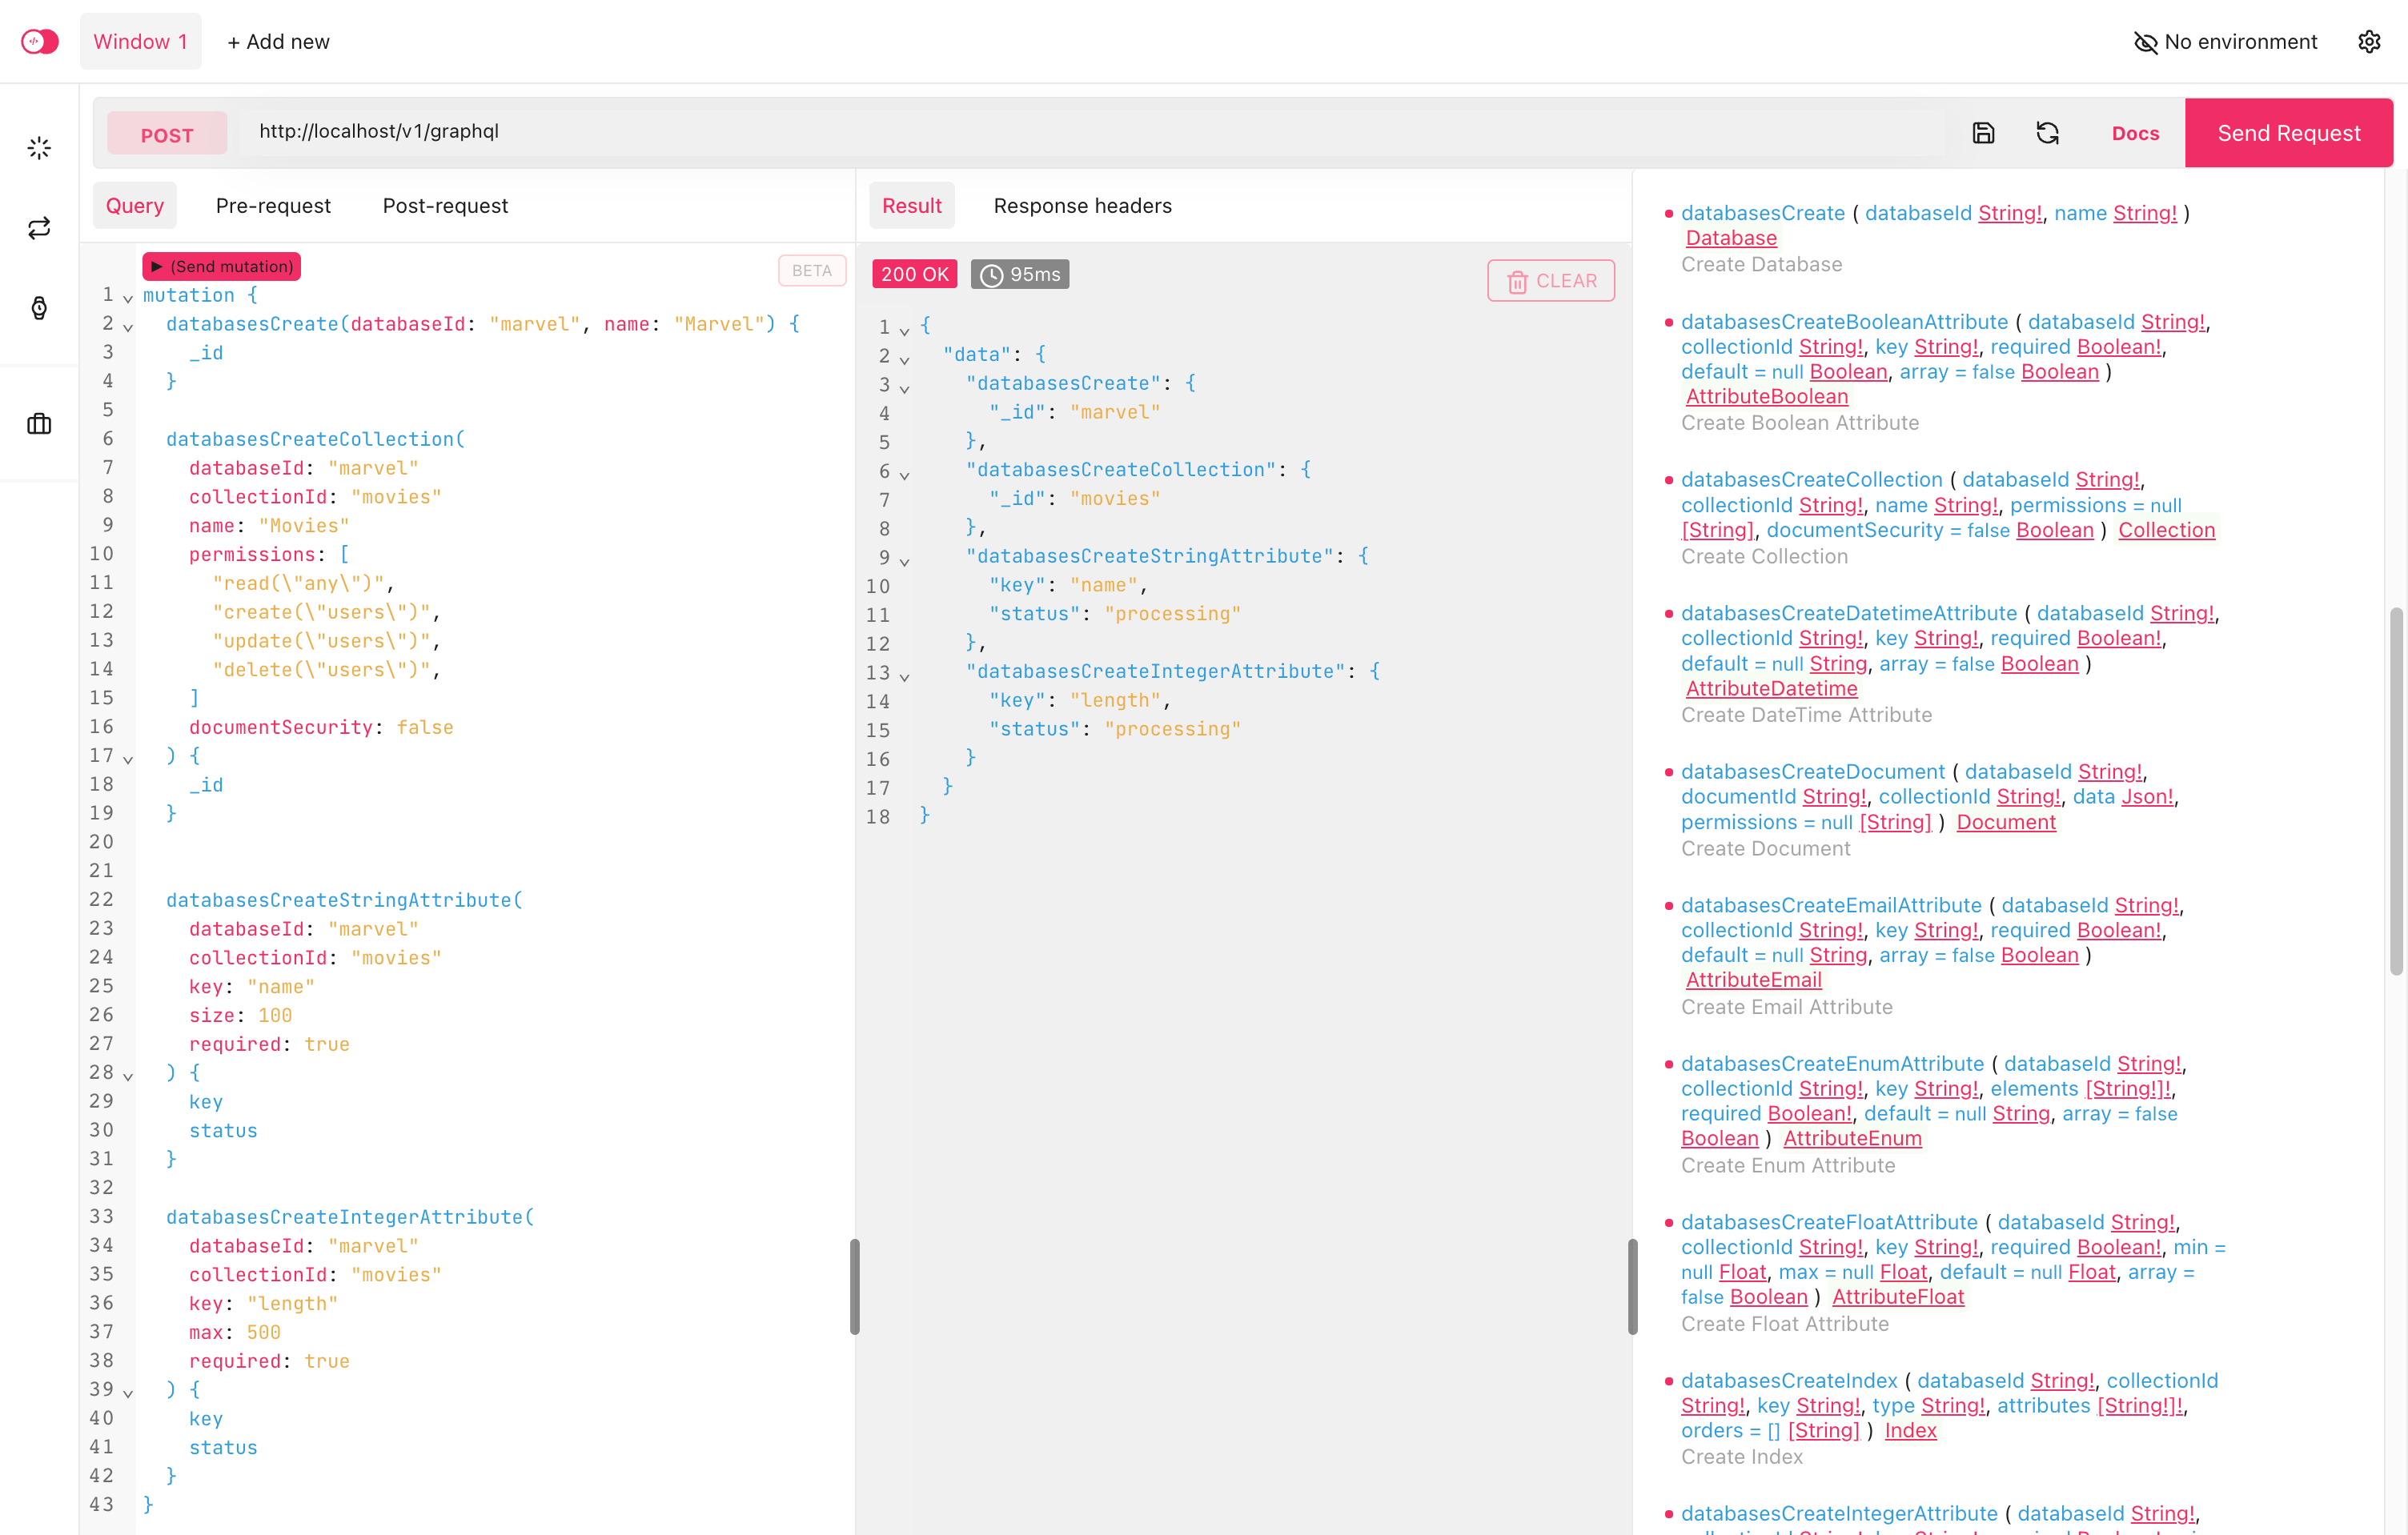 Window 1
+ Add new
No environment
POST
http://localhost/v1/graphql
Docs
Send Request
Query
Pre-request
Post-request
(Send mutation)
BETA
1 mutation {
2 databasesCreate(databaseId: "marvel", name: "Marvel") {
3 _id
4 }
5
6 databasesCreateCollection(
7 databaseId: "marvel"
8 collectionId: "movies"
9 name: "Movies"
10 permissions: [
11 "read(\"any\")",
12 "create(\"users\")",
13 "update(\"users\")",
14 "delete(\"users\")",
15 ]
16 documentSecurity: false
17 ) {
18 _id
19 }
20
21
22 databasesCreateStringAttribute(
23 databaseId: "marvel"
24 collectionId: "movies"
25 key: "name"
26 size: 100
27 required: true
28 ) {
29 key
30 status
31 }
32
33 databasesCreateIntegerAttribute(
34 databaseId: "marvel"
35 collectionId: "movies"
36 key: "length"
37 max: 500
38 required: true
39 ) {
40 key
41 status
42 }
43 }
Result
Response headers
200 OK
95ms
CLEAR
1 {
2 "data": {
3 "databasesCreate": {
4 "_id": "marvel"
5 },
6 "databasesCreateCollection": {
7 "_id": "movies"
8 },
9 "databasesCreateStringAttribute": {
10 "key": "name",
11 "status": "processing"
12 },
13 "databasesCreateIntegerAttribute": {
14 "key": "length",
15 "status": "processing"
16 }
17 }
18 }
databasesCreate ( databaseId String!, name String! )
Database
Create Database
databasesCreateBooleanAttribute ( databaseId String!,
collectionId String!, key String!, required Boolean!,
default = null Boolean, array = false Boolean )
AttributeBoolean
Create Boolean Attribute
databasesCreateCollection ( databaseId String!,
collectionId String!, name String!, permissions = null
[String], documentSecurity = false Boolean ) Collection
Create Collection
databasesCreateDatetimeAttribute ( databaseId String!,
collectionId String!, key String!, required Boolean!,
default = null String, array = false Boolean )
AttributeDatetime
Create DateTime Attribute
databasesCreateDocument ( databaseId String!,
documentId String!, collectionId String!, data Json!,
permissions = null [String] ) Document
Create Document
databasesCreateEmailAttribute ( databaseId String!,
collectionId String!, key String!, required Boolean!,
default = null String, array = false Boolean )
AttributeEmail
Create Email Attribute
databasesCreateEnumAttribute ( databaseId String!,
collectionId String!, key String!, elements [String!]!,
required Boolean!, default = null String, array = false
Boolean ) AttributeEnum
Create Enum Attribute
databasesCreateFloatAttribute ( databaseId String!,
collectionId String!, key String!, required Boolean!, min =
null Float, max = null Float, default = null Float, array =
false Boolean ) AttributeFloat
Create Float Attribute
databasesCreateIndex ( databaseId String!, collectionId
String!, key String!, type String!, attributes [String!]!,
orders = [] [String] ) Index
Create Index
databasesCreateIntegerAttribute ( databaseId String!,